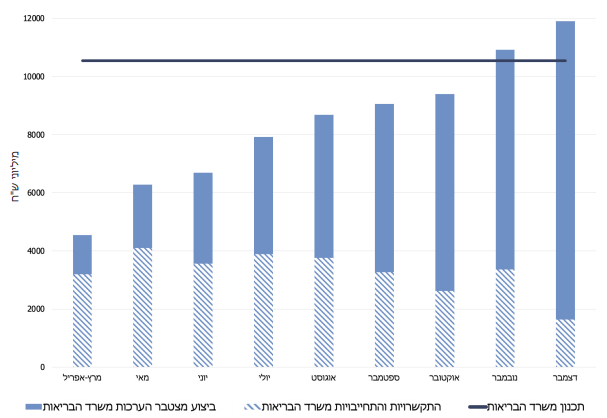 12000
10000
8000
6000
4000
2000
0
מיליוני ש"ח
מרץ-אפריל
מאי
יוני
יולי
אוגוסט
ספטמבר
אוקטובר
נובמבר
דצמבר
ביצוע מצטבר הערכות משרד הבריאות
התקשרויות והתחייבויות משרד הבריאות
תכנון משרד הבריאות